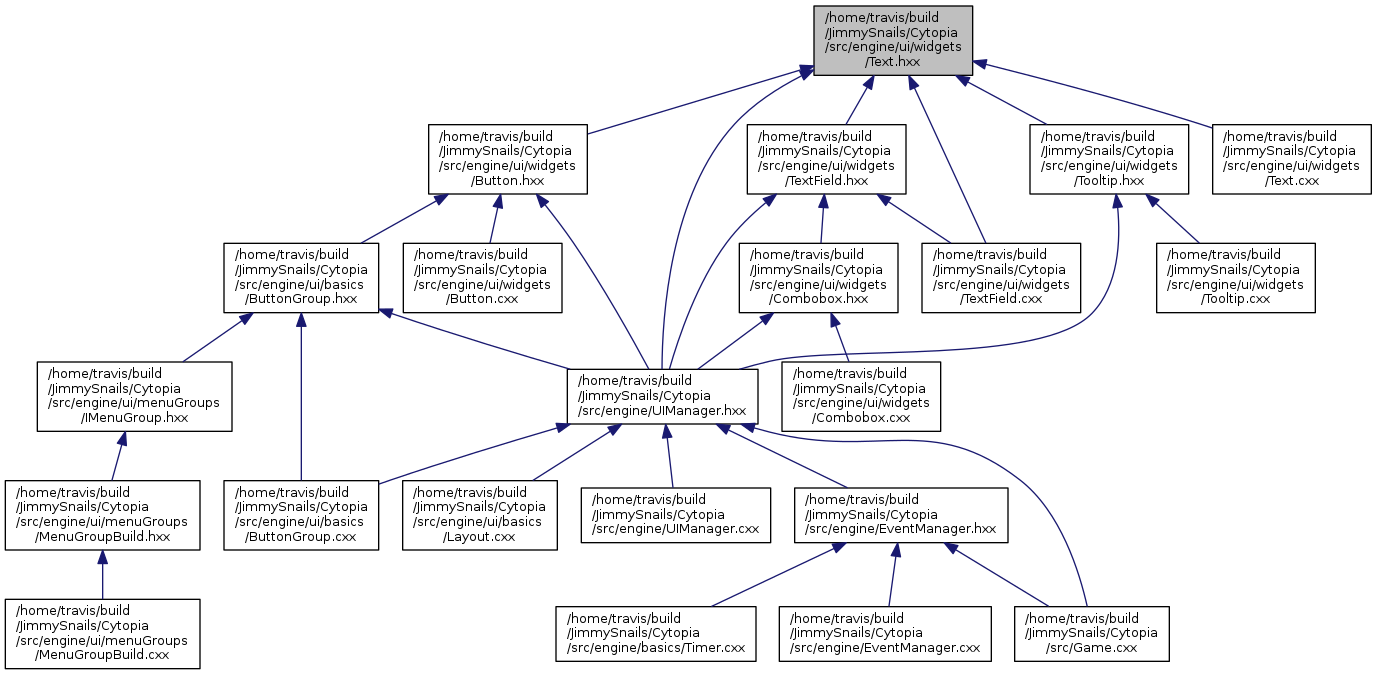 /home/travis/build
/JimmySnails/Cytopia
/src/engine/ui/widgets
/Text.hxx
/home/travis/build
/JimmySnails/Cytopia
/src/engine/ui/widgets
/Button.hxx
/home/travis/build
/JimmySnails/Cytopia
/src/engine/ui/widgets
/TextField.hxx
/home/travis/build
/JimmySnails/Cytopia
/src/engine/ui/widgets
/Tooltip.hxx
/home/travis/build
/JimmySnails/Cytopia
/src/engine/ui/widgets
/Text.cxx
/home/travis/build
/JimmySnails/Cytopia
/src/engine/ui/basics
/ButtonGroup.hxx
/home/travis/build
/JimmySnails/Cytopia
/src/engine/ui/widgets
/Button.cxx
/home/travis/build
/JimmySnails/Cytopia
/src/engine/ui/widgets
/Combobox.hxx
/home/travis/build
/JimmySnails/Cytopia
/src/engine/ui/widgets
/TextField.cxx
/home/travis/build
/JimmySnails/Cytopia
/src/engine/ui/widgets
/Tooltip.cxx
/home/travis/build
/JimmySnails/Cytopia
/src/engine/ui/menuGroups
/IMenuGroup.hxx
/home/travis/build
/JimmySnails/Cytopia
/src/engine/UIManager.hxx
/home/travis/build
/JimmySnails/Cytopia
/src/engine/ui/widgets
/Combobox.cxx
/home/travis/build
/JimmySnails/Cytopia
/src/engine/ui/menuGroups
/MenuGroupBuild.hxx
/home/travis/build
/JimmySnails/Cytopia
/src/engine/ui/basics
/ButtonGroup.cxx
/home/travis/build
/JimmySnails/Cytopia
/src/engine/ui/basics
/Layout.cxx
/home/travis/build
/JimmySnails/Cytopia
/src/engine/UIManager.cxx
/home/travis/build
/JimmySnails/Cytopia
/src/engine/EventManager.hxx
/home/travis/build
/JimmySnails/Cytopia
/src/engine/ui/menuGroups
/MenuGroupBuild.cxx
/home/travis/build
/JimmySnails/Cytopia
/src/engine/basics/Timer.cxx
/home/travis/build
/JimmySnails/Cytopia
/src/engine/EventManager.cxx
/home/travis/build
/JimmySnails/Cytopia
/src/Game.cxx